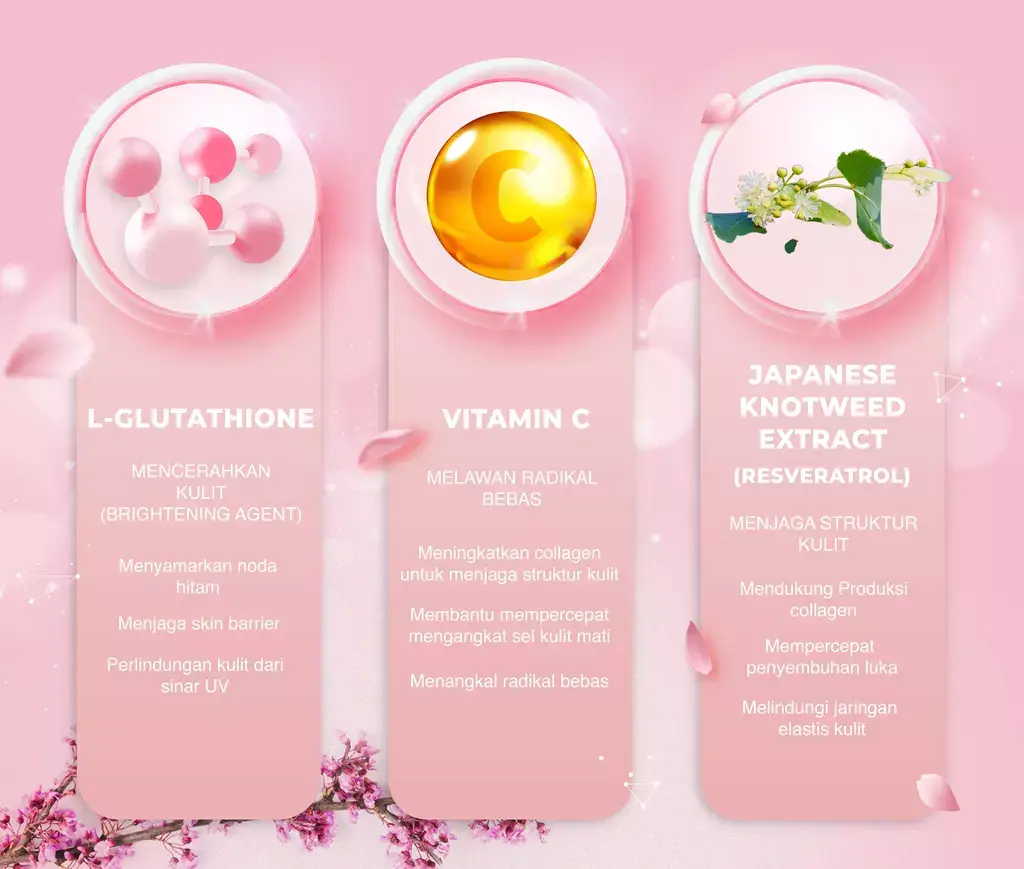 C
L-GLUTATHIONE
MENCERAHKAN
KULIT
(BRIGHTENING AGENT)
Menyamarkan noda
hitam
Menjaga skin barrier
Perlindungan kulit dari
sinar UV
VITAMIN C
MELAWAN RADIKAL
BEBAS
Meningkatkan collagen
untuk menjaga struktur kulit
Membantu mempercepat
mengangkat sel kulit mati
Menangkal radikal bebas
JAPANESE
KNOTWEED
EXTRACT
(RESVERATROL)
MENJAGA STRUKTUR
KULIT
Mendukung Produksi
collagen
Mempercepat
penyembuhan luka
Melindungi jaringan
elastis kulit